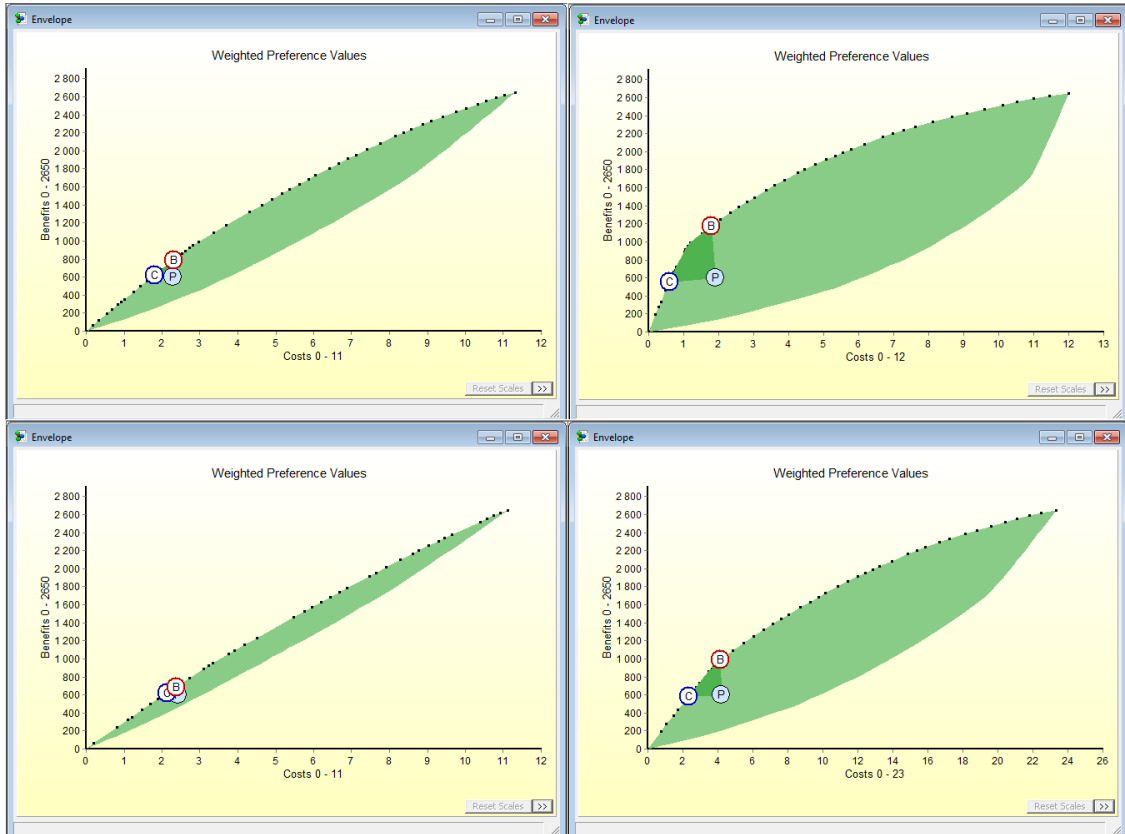 Envelope
Weighted Preference Values
Benefits 0 - 2650
2 800
2 600
2 400
2 200
2 000
1 800
1 600
1 400
1 200
1 000
800
600
400
200
0
B
C
P
0 1 2 3 4 5 6 7 8 9 10 11 12
Costs 0 - 11
Reset Scales >>
Envelope
Weighted Preference Values
Benefits 0 - 2650
2 800
2 600
2 400
2 200
2 000
1 800
1 600
1 400
1 200
1 000
800
600
400
200
0
B
C
P
0 1 2 3 4 5 6 7 8 9 10 11 12 13
Costs 0 - 12
Reset Scales >>
Envelope
Weighted Preference Values
Benefits 0 - 2650
2 800
2 600
2 400
2 200
2 000
1 800
1 600
1 400
1 200
1 000
800
600
400
200
0
C B
P
0 1 2 3 4 5 6 7 8 9 10 11 12
Costs 0 - 11
Reset Scales >>
Envelope
Weighted Preference Values
Benefits 0 - 2650
2 800
2 600
2 400
2 200
2 000
1 800
1 600
1 400
1 200
1 000
800
600
400
200
0
B
C P
0 2 4 6 8 10 12 14 16 18 20 22 24 26
Costs 0 - 23
Reset Scales >>